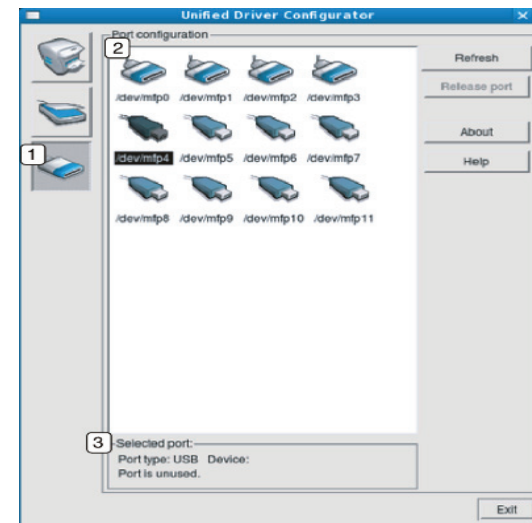 Unified Driver Configurator
Port configuration
2
Refresh
/dev/mfp0 /dev/mfp1 /dev/mfp2 /dev/mfp3
Release port
About
1
/dev/mfp4 /dev/mfp5 /dev/mfp6 /dev/mfp7
Help
/dev/mfp8 /dev/mfp9 /dev/mfp10 /dev/mfp11
3
Selected port:
Port type: USB Device:
Port is unused.
Exit